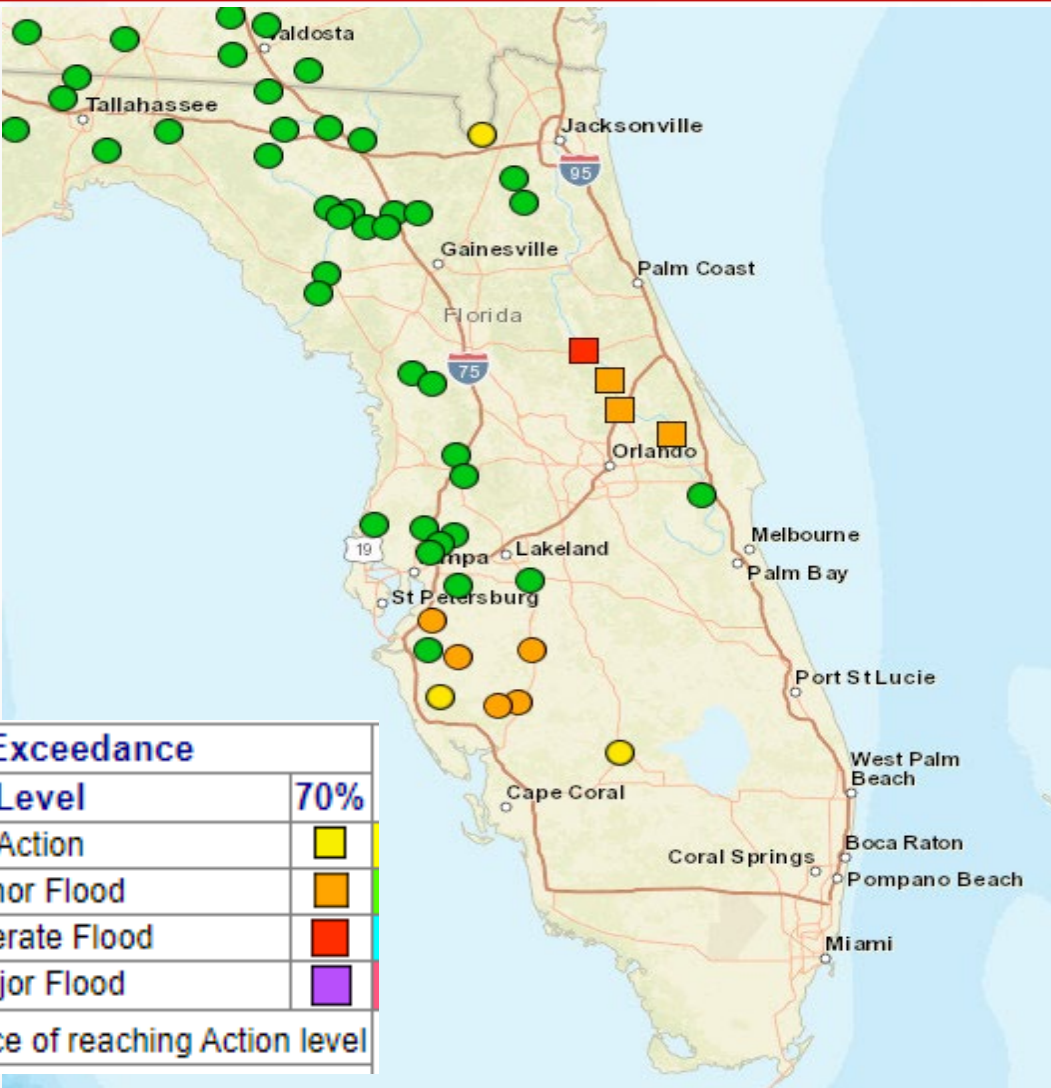 aldosta
Tallahassee
Jacksonville
95
Gainesville
Palm Coast
Florida
75
Orlando
19
mpa
Lakeland
Melbourne
Palm Bay
St Petersburg
Port St Lucie
West Palm
Beach
Cape Coral
Coral Springs
Boca Raton
Pompano Beach
Miami
Exceedance
Level 70%
Action
nor Flood
erate Flood
jor Flood
ce of reaching Action level